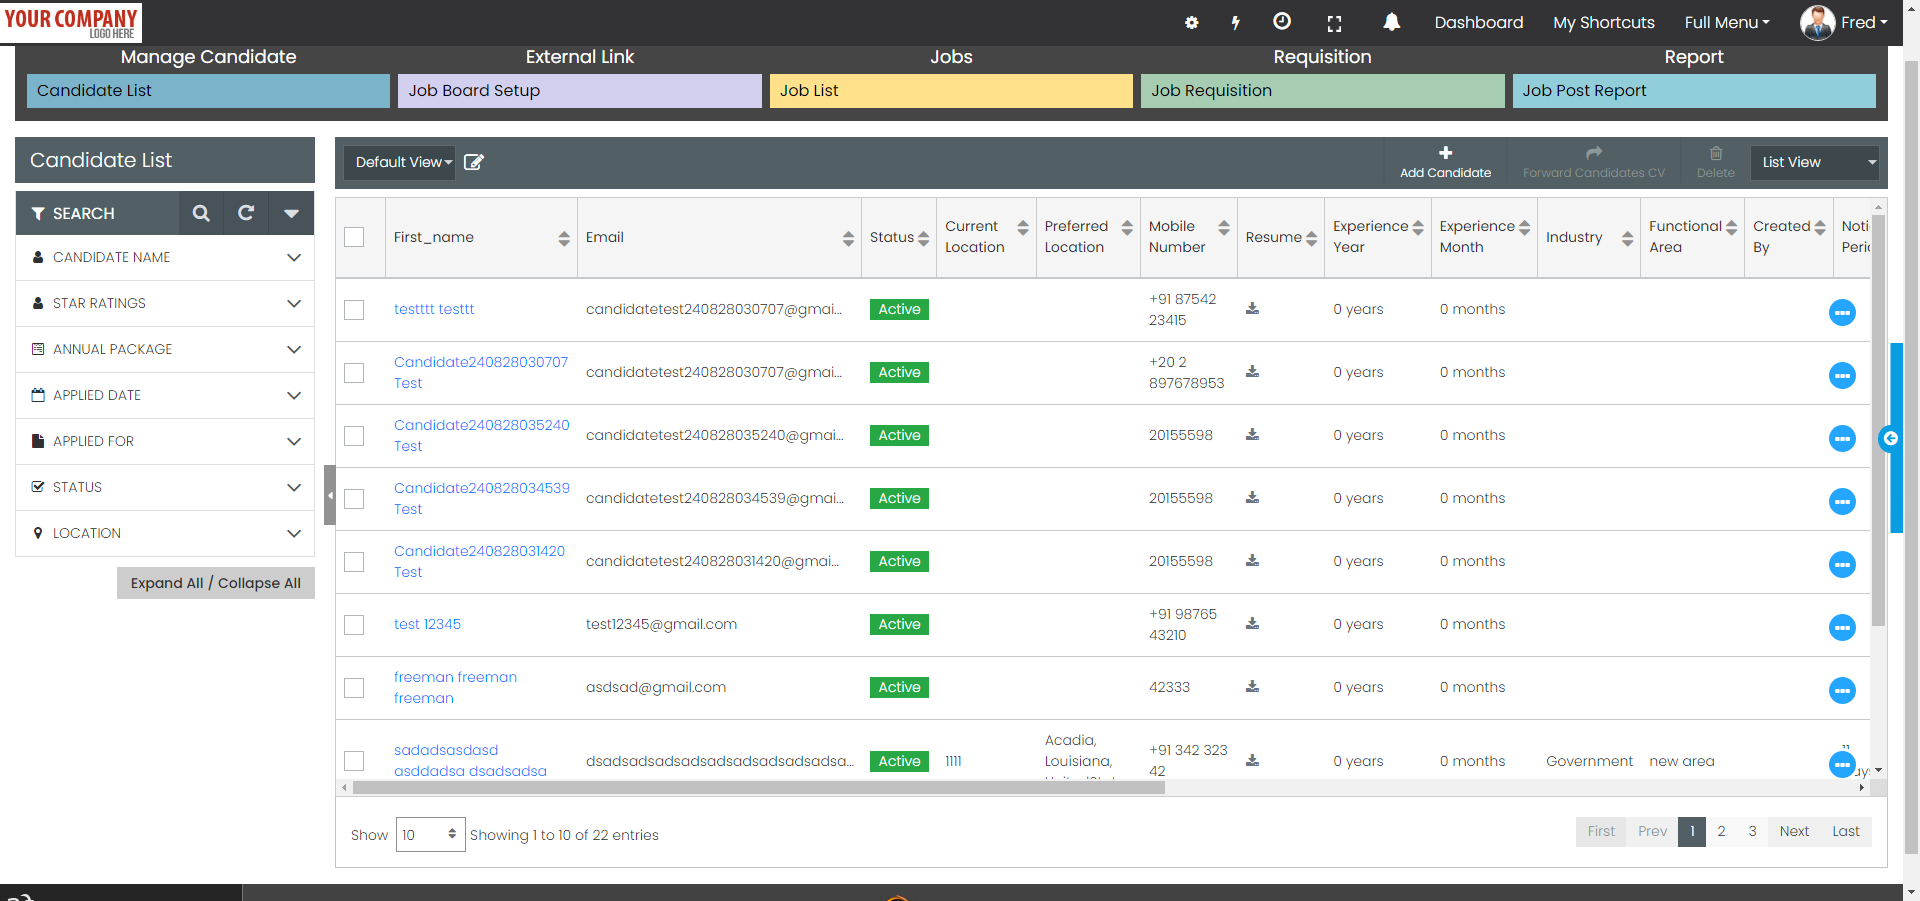 YOUR COMPANY
LOGO HERE
Dashboard My Shortcuts Full Menu Fred
Manage Candidate External Link Jobs Requisition Report
Candidate List Job Board Setup Job List Job Requisition Job Post Report
Candidate List
Default View Add Candidate Forward Candidates CV Delete List View
SEARCH
CANDIDATE NAME
STAR RATINGS
ANNUAL PACKAGE
APPLIED DATE
APPLIED FOR
STATUS
LOCATION
Expand All / Collapse All
First_name Email Status Current Location Preferred Location Mobile Number Resume Experience Year Experience Month Industry Functional Area Created By
testttt testtt candidatetest240828030707@gmai... Active +91 87542 23415 0 years 0 months
Candidate240828030707 Test candidatetest240828030707@gmai... Active +20 2 897678953 0 years 0 months
Candidate240828035240 Test candidatetest240828035240@gmai... Active 20155598 0 years 0 months
Candidate240828034539 Test candidatetest240828034539@gmai... Active 20155598 0 years 0 months
Candidate240828031420 Test candidatetest240828031420@gmai... Active 20155598 0 years 0 months
test 12345 test12345@gmail.com Active +91 98765 43210 0 years 0 months
freeman freeman freeman asdsad@gmail.com Active 42333 0 years 0 months
sadadsasdasd asddadsa dsadsadsa dsadsadsadsadsadsadsadsadsadsa... Active 1111 Acadia, Louisiana, +91 342 323 42 0 years 0 months Government new area
Show 10 Showing 1 to 10 of 22 entries
First Prev 1 2 3 Next Last